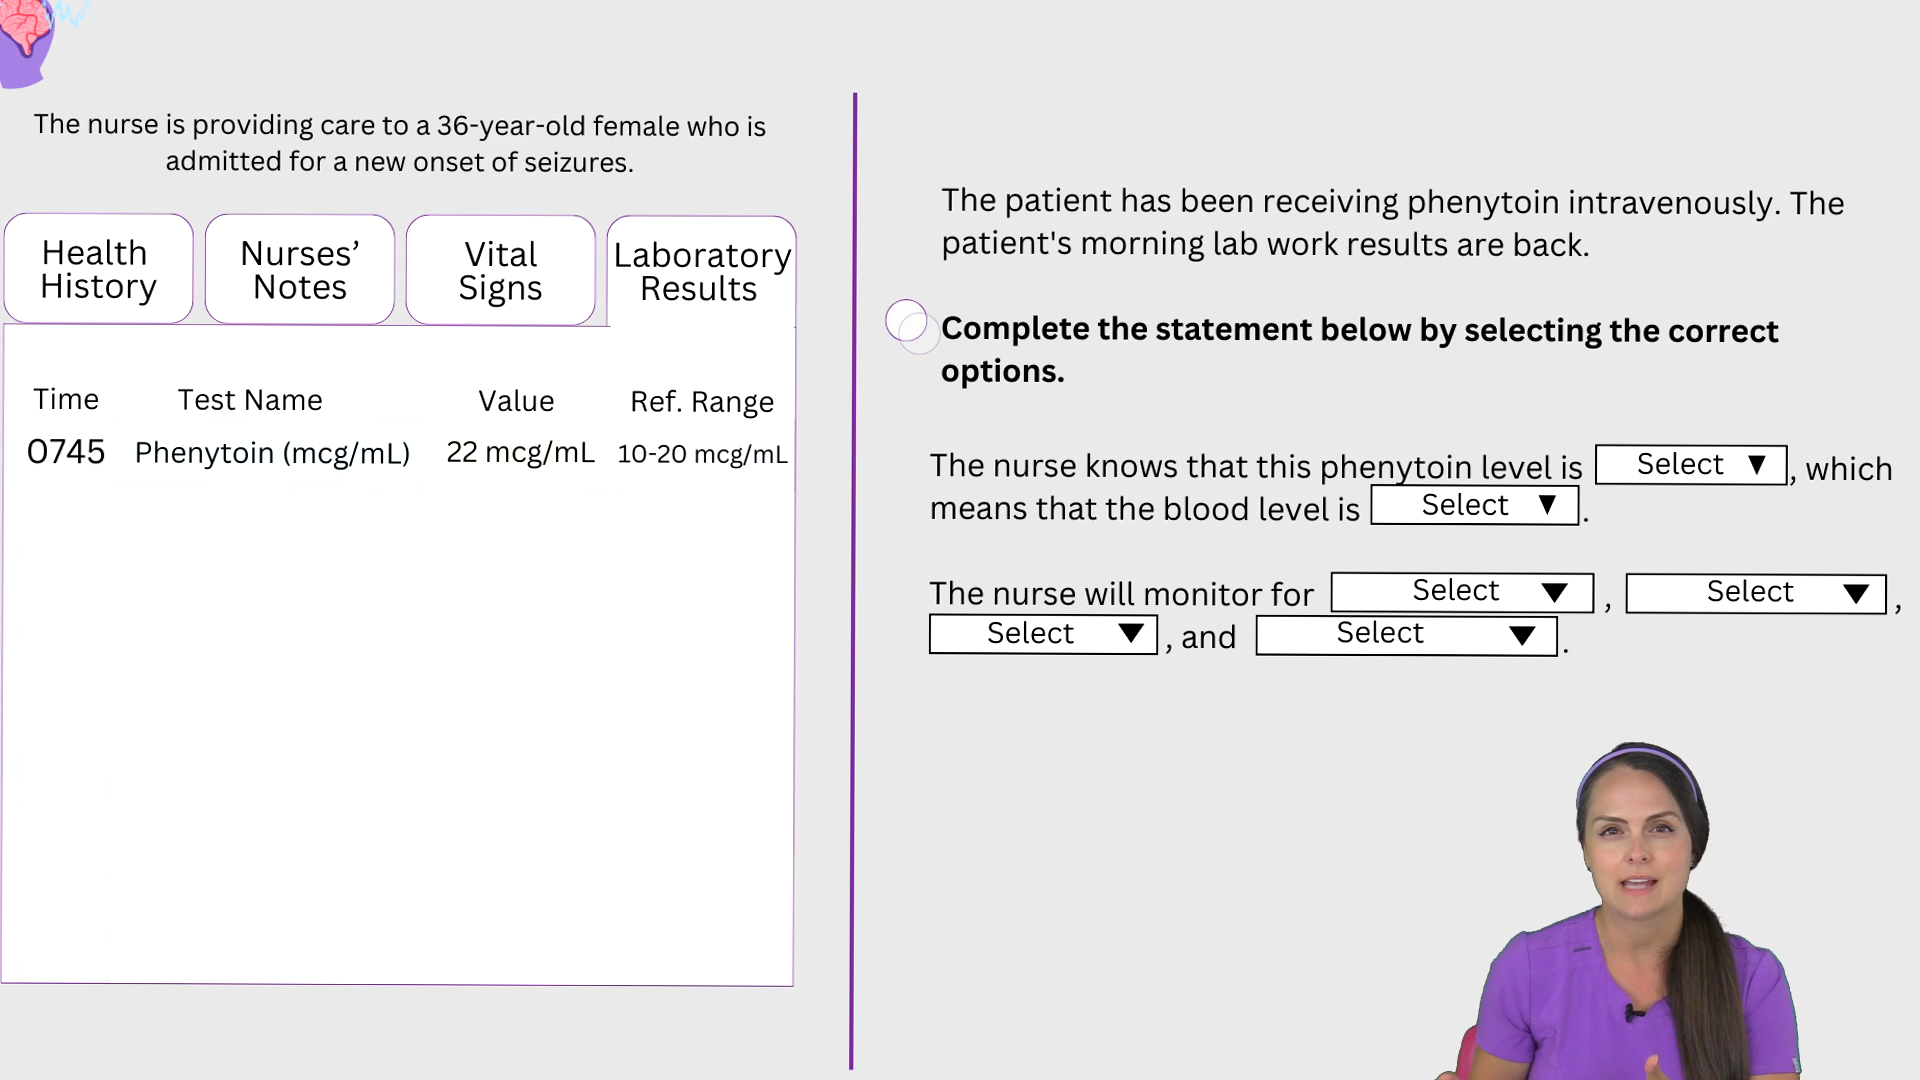 The nurse is providing care to a 36-year-old female who is
admitted for a new onset of seizures.
Health
History
Nurses’
Notes
Vital
Signs
Laboratory
Results
Time Test Name Value Ref. Range
0745 Phenytoin (mcg/mL) 22 mcg/mL 10-20 mcg/mL
The patient has been receiving phenytoin intravenously. The
patient's morning lab work results are back.
Complete the statement below by selecting the correct
options.
The nurse knows that this phenytoin level is Select ▼, which
means that the blood level is Select ▼.
The nurse will monitor for Select ▼, Select ▼,
Select ▼, and Select ▼.